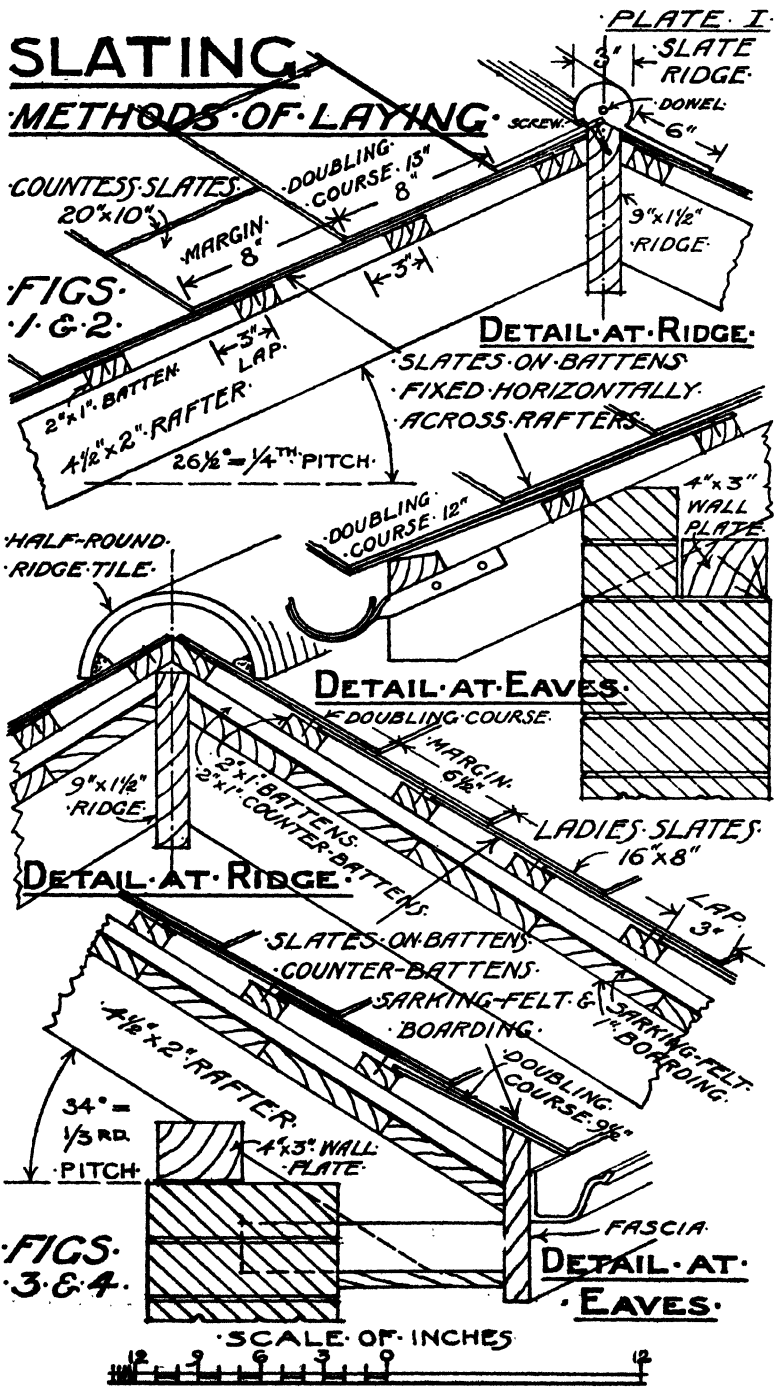 PLATE · I ·
SLATING
· METHODS · OF · LAYING ·
3"
· SLATE
RIDGE ·
· DOWEL ·
SCREW ·
6"
9"x1½"
· RIDGE ·
DETAIL · AT · RIDGE ·
· COUNTESS · SLATES ·
20"x10"
· DOUBLING ·
· COURSE · 13"
8"
· MARGIN ·
8"
3"
3"
LAP ·
· FIGS ·
· 1 · & · 2 ·
2"x1" · BATTEN ·
4½"x2" · RAFTER ·
26½° = ¼TH · PITCH ·
· SLATES · ON · BATTENS
· FIXED · HORIZONTALLY ·
· ACROSS · RAFTERS ·
· DOUBLING ·
· COURSE · 12"
4"x3"
WALL
PLATE ·
DETAIL · AT · EAVES ·
· HALF-ROUND ·
· RIDGE · TILE ·
· DOUBLING · COURSE ·
· MARGIN ·
6½"
9"x1½"
· RIDGE ·
· 2"x1" · BATTENS ·
· 2"x1" · COUNTER · BATTENS ·
· LADIES · SLATES ·
16"x8"
LAP ·
3"
DETAIL · AT · RIDGE ·
· SLATES · ON · BATTENS
· COUNTER-BATTENS ·
· SARKING-FELT · &
· BOARDING ·
· SARKING-FELT ·
1" · BOARDING ·
· 4½"x2" · RAFTER ·
· DOUBLING ·
COURSE · 9½"
34° =
⅓RD
· PITCH ·
· 4"x3" · WALL ·
· PLATE ·
· FIGS ·
· 3 · & · 4 ·
· FASCIA ·
DETAIL · AT ·
· EAVES ·
· SCALE · OF · INCHES
12 9 6 3 0 12